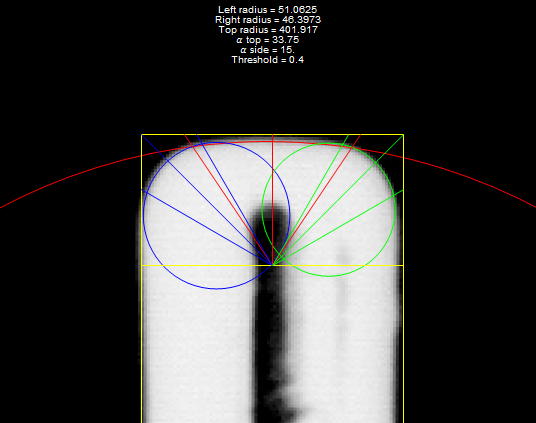 Left radius = 51.0625
Right radius = 46.3973
Top radius = 401.917
α top = 33.75
α side = 15.
Threshold = 0.4